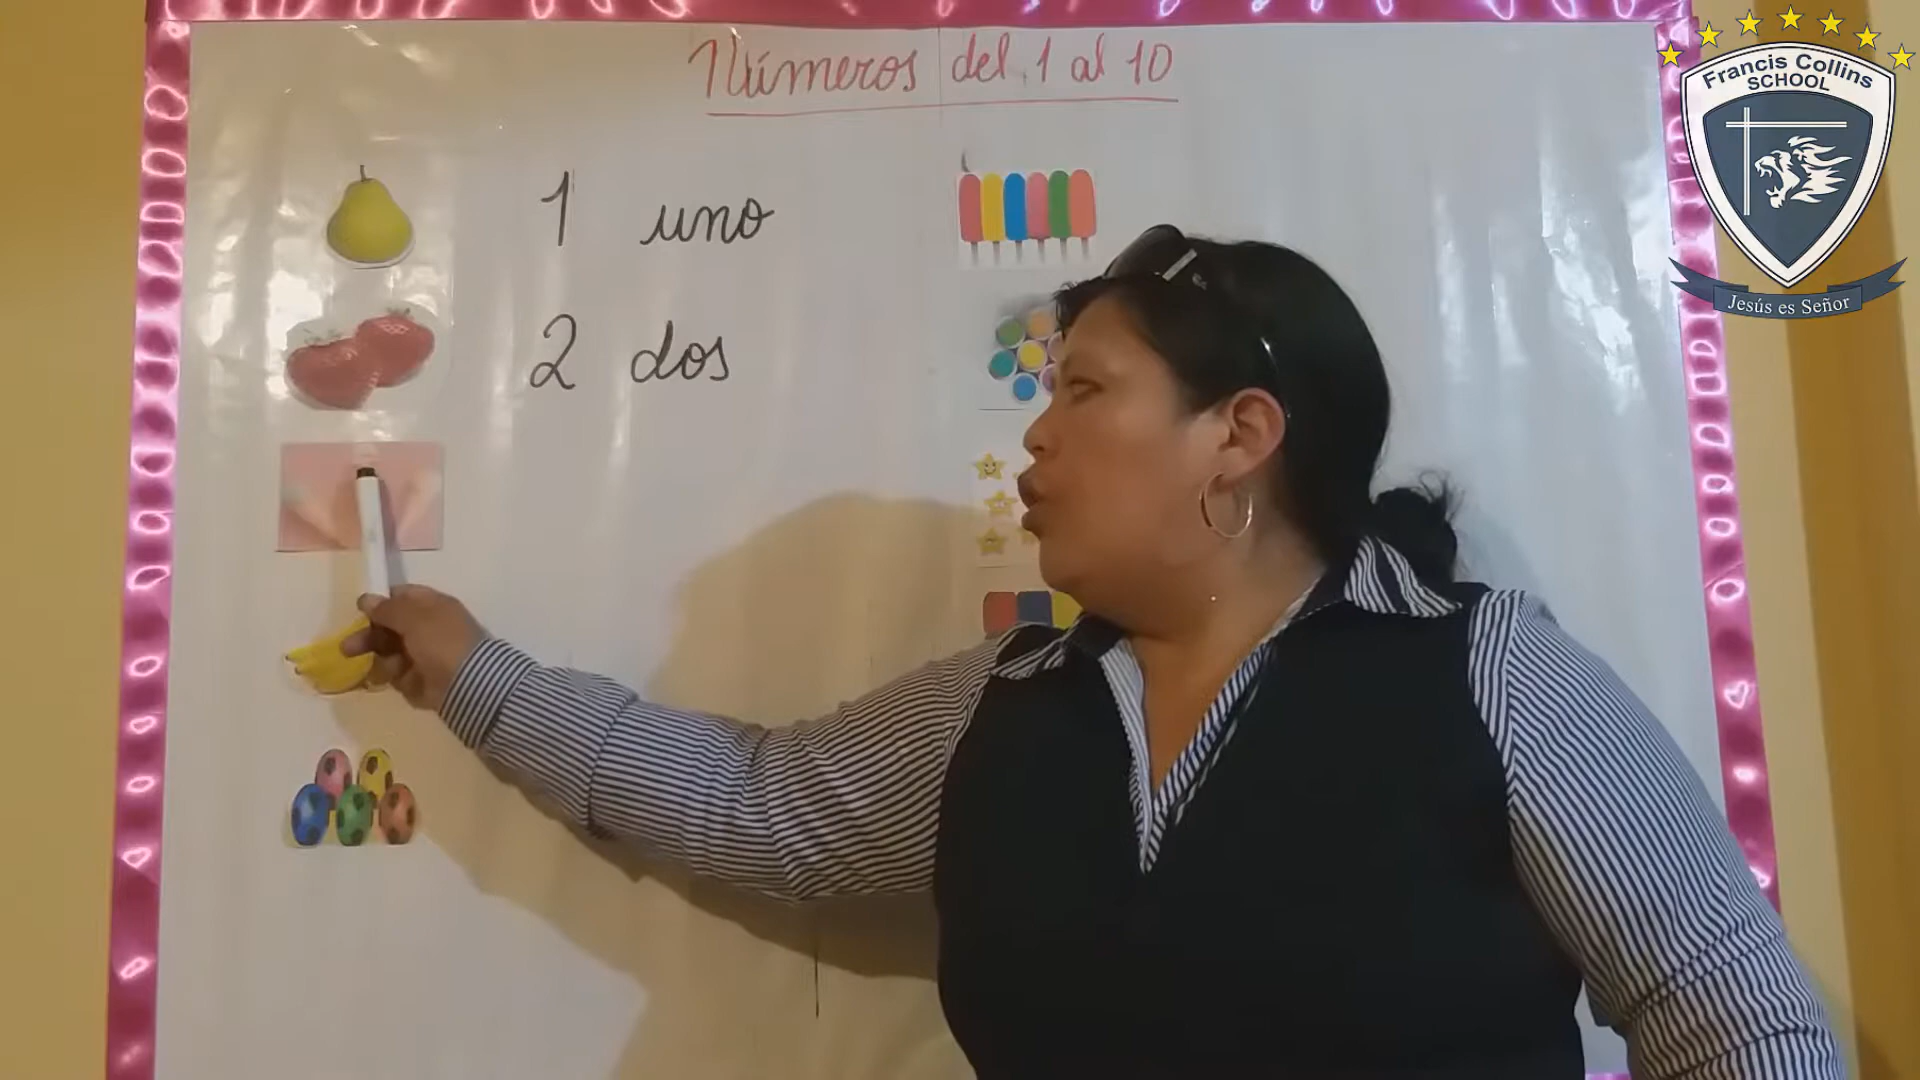 Números del 1 al 10
1 uno
2 dos
Francis Collins
SCHOOL
Jesús es Señor